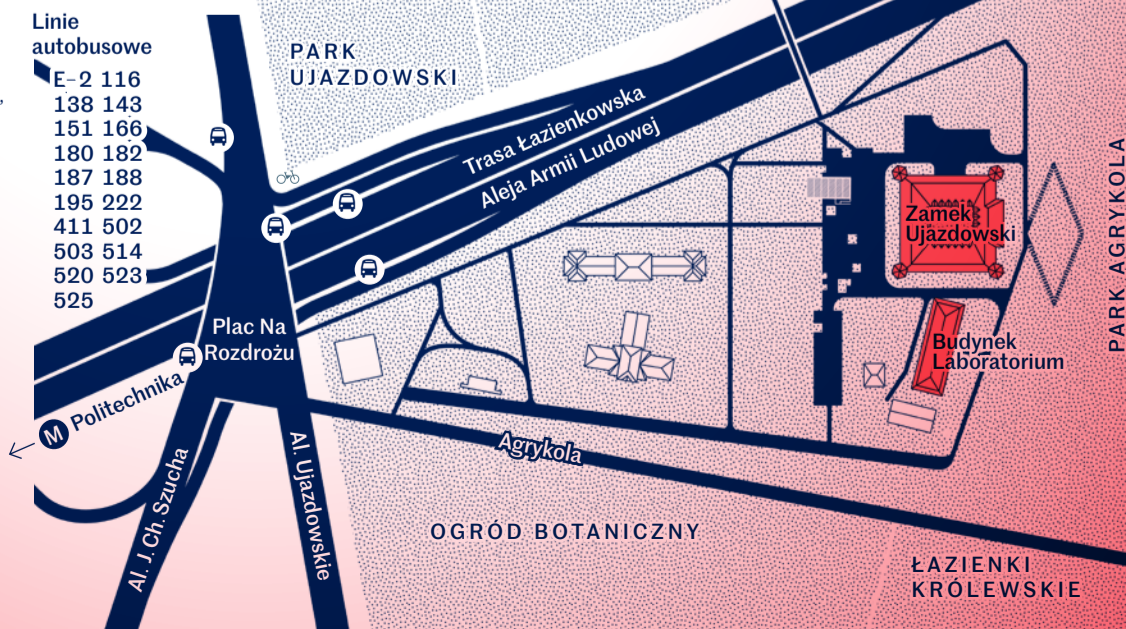 Linie
autobusowe
E-2 116
138 143
151 166
180 182
187 188
195 222
411 502
503 514
520 523
525
PARK
UJAZDOWSKI
Trasa Łazienkowska
Aleja Armii Ludowej
PARK AGRYKOLA
Zamek
Ujazdowski
Plac Na
Rozdrożu
Budynek
Laboratorium
M Politechnika
Agrykola
Al. J. Ch. Szucha
Al. Ujazdowskie
OGRÓD BOTANICZNY
ŁAZIENKI
KRÓLEWSKIE